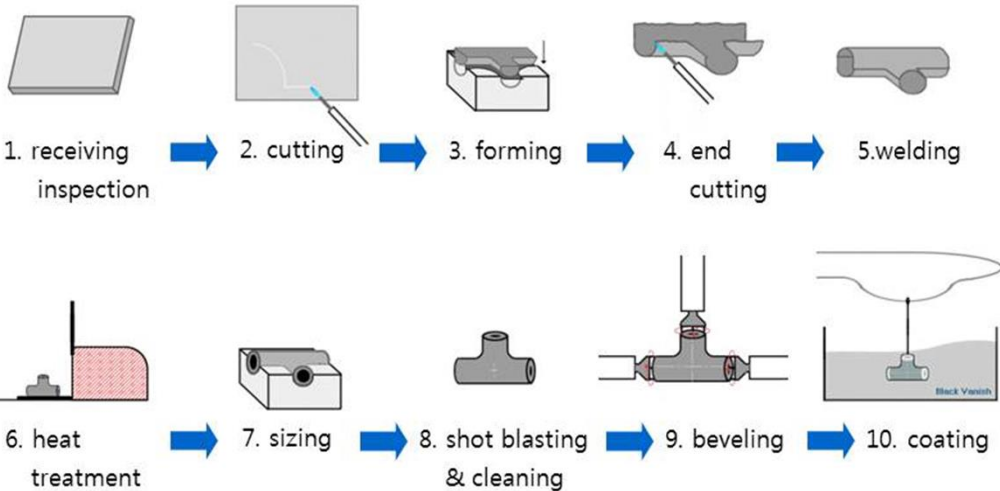 1. receiving
inspection
2. cutting
3. forming
4. end
cutting
5.welding
6. heat
treatment
7. sizing
8. shot blasting
& cleaning
9. beveling
Black Vanish
10. coating